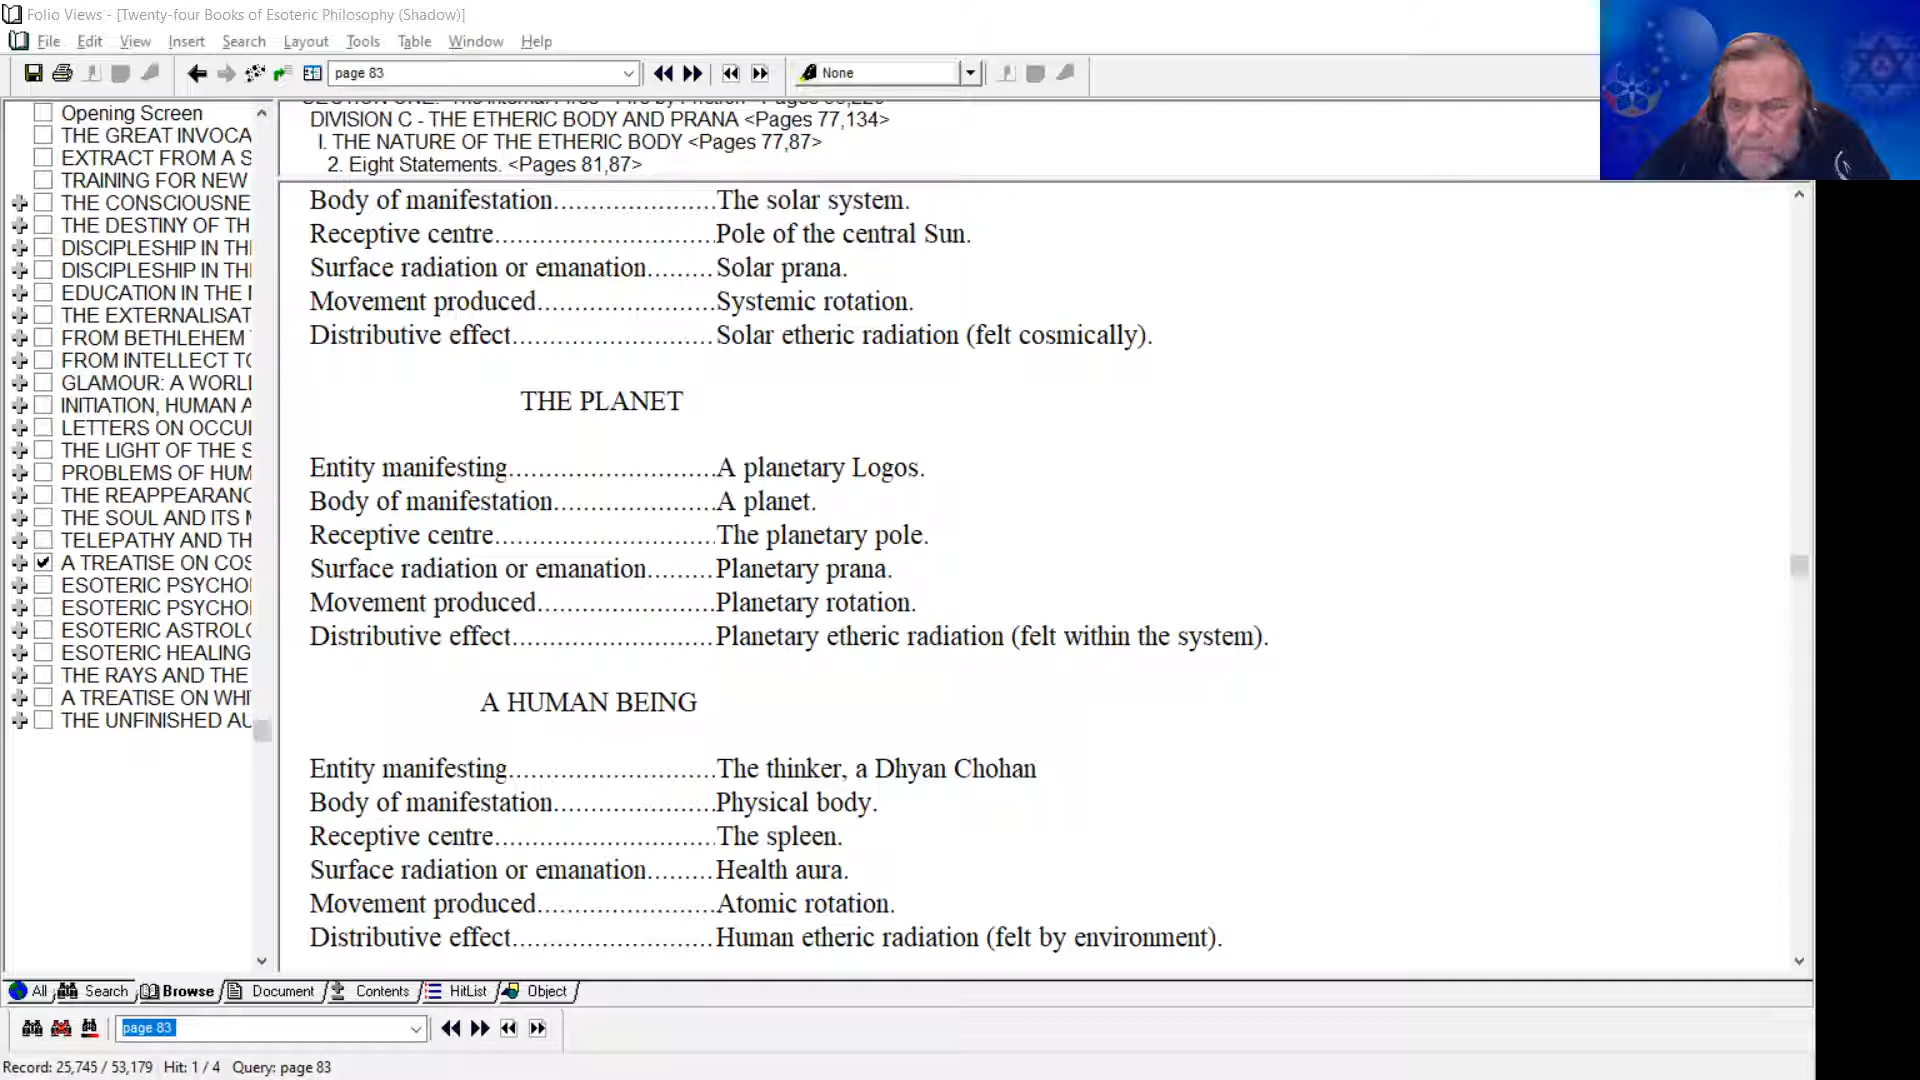 Folio Views - [Twenty-four Books of Esoteric Philosophy (Shadow)]
File Edit View Insert Search Layout Tools Table Window Help
page 83
None
Opening Screen
THE GREAT INVOCA
EXTRACT FROM A S
TRAINING FOR NEW
THE CONSCIOUSNE
THE DESTINY OF TH
DISCIPLESHIP IN THE
DISCIPLESHIP IN THE
EDUCATION IN THE
THE EXTERNALISAT
FROM BETHLEHEM
FROM INTELLECT TO
GLAMOUR: A WORL
INITIATION, HUMAN A
LETTERS ON OCCU
THE LIGHT OF THE S
PROBLEMS OF HUM
THE REAPPEARANC
THE SOUL AND ITS
TELEPATHY AND TH
A TREATISE ON COS
ESOTERIC PSYCHO
ESOTERIC PSYCHO
ESOTERIC ASTROLO
ESOTERIC HEALING
THE RAYS AND THE
A TREATISE ON WHI
THE UNFINISHED AU
DIVISION C - THE ETHERIC BODY AND PRANA <Pages 77,134>
I. THE NATURE OF THE ETHERIC BODY <Pages 77,87>
2. Eight Statements. <Pages 81,87>
Body of manifestation......................The solar system.
Receptive centre..............................Pole of the central Sun.
Surface radiation or emanation.........Solar prana.
Movement produced........................Systemic rotation.
Distributive effect............................Solar etheric radiation (felt cosmically).
THE PLANET
Entity manifesting............................A planetary Logos.
Body of manifestation......................A planet.
Receptive centre..............................The planetary pole.
Surface radiation or emanation.........Planetary prana.
Movement produced........................Planetary rotation.
Distributive effect............................Planetary etheric radiation (felt within the system).
A HUMAN BEING
Entity manifesting............................The thinker, a Dhyan Chohan
Body of manifestation......................Physical body.
Receptive centre..............................The spleen.
Surface radiation or emanation.........Health aura.
Movement produced........................Atomic rotation.
Distributive effect............................Human etheric radiation (felt by environment).
All Search Browse Document Contents HitList Object
page 83
Record: 25,745 / 53,179 Hit: 1 / 4 Query: page 83